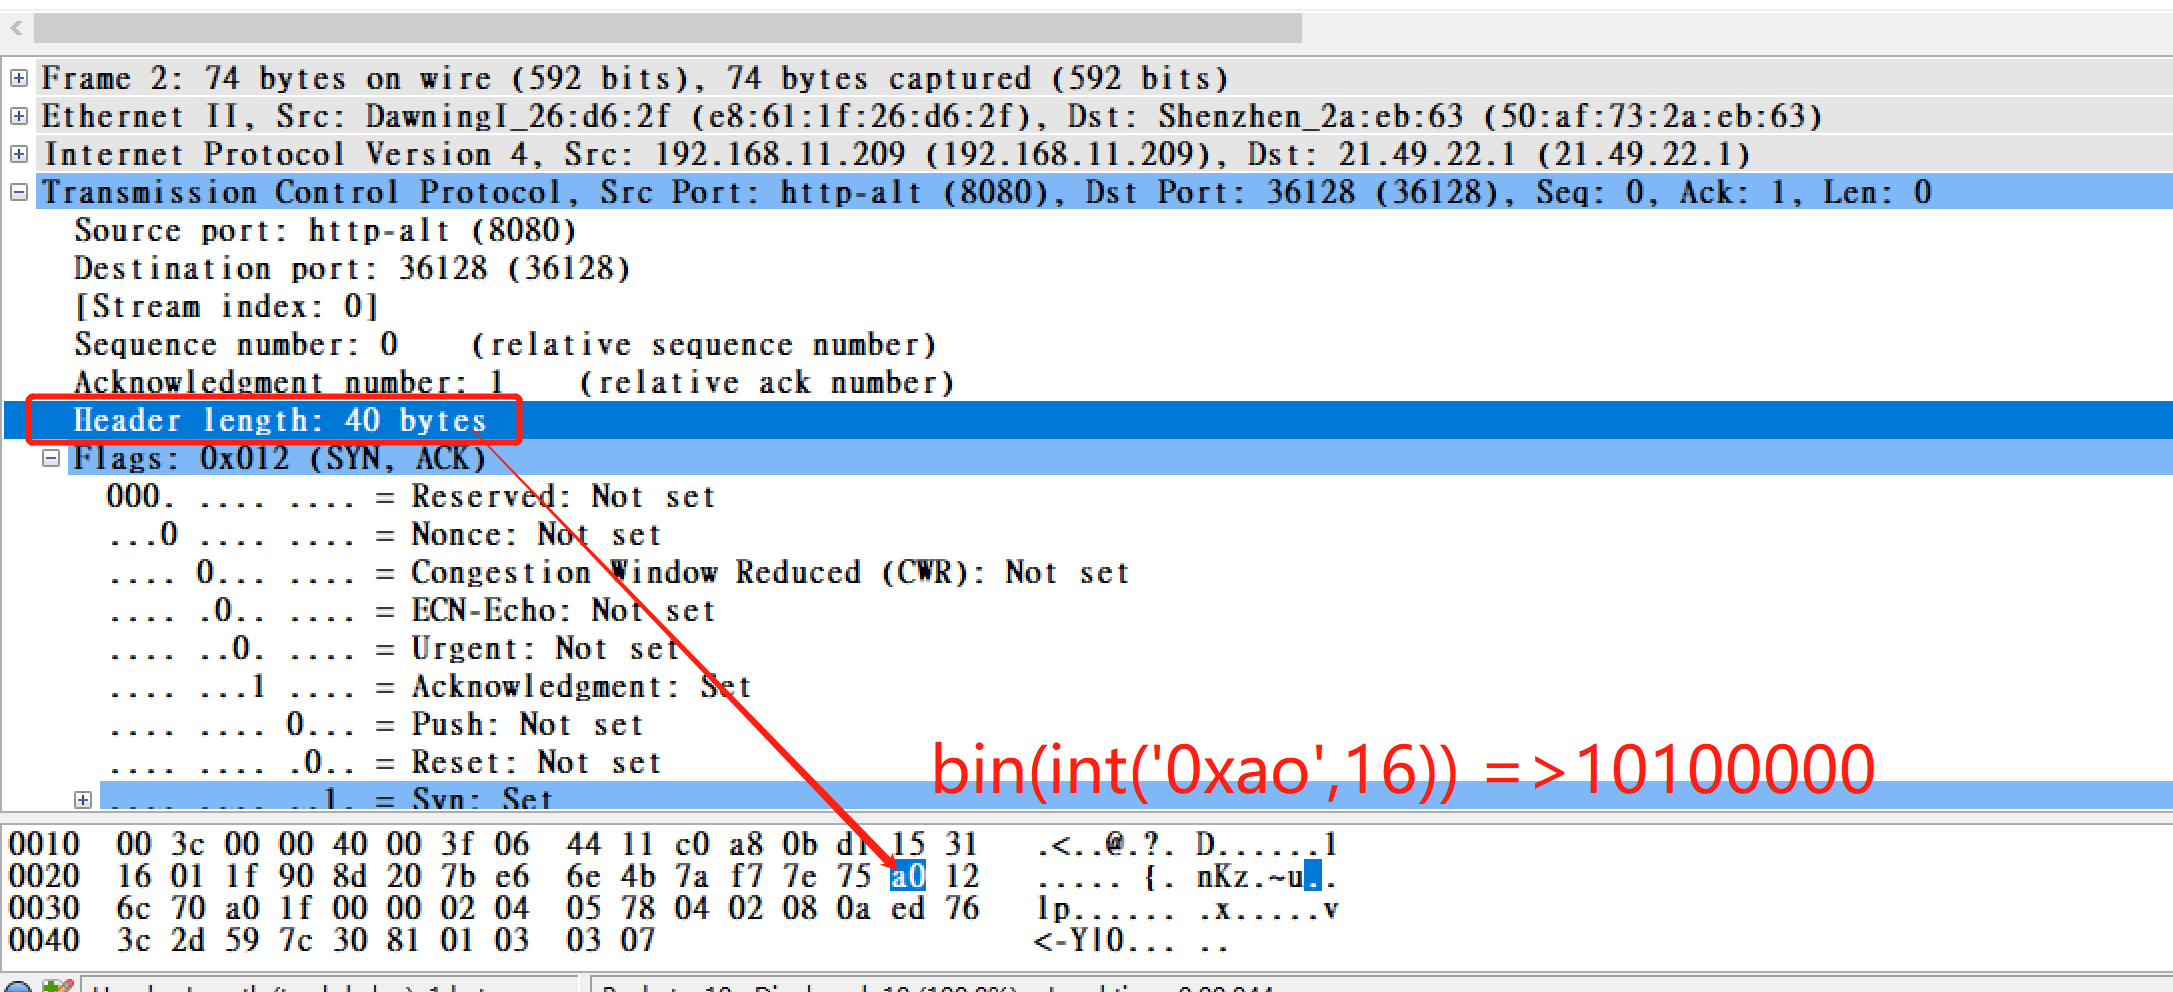 Frame 2: 74 bytes on wire (592 bits), 74 bytes captured (592 bits)
Ethernet II, Src: DawningI_26:d6:2f (e8:61:1f:26:d6:2f), Dst: Shenzhen_2a:eb:63 (50:af:73:2a:eb:63)
Internet Protocol Version 4, Src: 192.168.11.209 (192.168.11.209), Dst: 21.49.22.1 (21.49.22.1)
Transmission Control Protocol, Src Port: http-alt (8080), Dst Port: 36128 (36128), Seq: 0, Ack: 1, Len: 0
Source port: http-alt (8080)
Destination port: 36128 (36128)
[Stream index: 0]
Sequence number: 0    (relative sequence number)
Acknowledgment number: 1    (relative ack number)
Header length: 40 bytes
Flags: 0x012 (SYN, ACK)
000. .... .... = Reserved: Not set
...0 .... .... = Nonce: Not set
.... 0... .... = Congestion Window Reduced (CWR): Not set
.... .0.. .... = ECN-Echo: Not set
.... ..0. .... = Urgent: Not set
.... ...1 .... = Acknowledgment: Set
.... .... 0... = Push: Not set
.... .... .0.. = Reset: Not set
.... .... ..1. = Syn: Set
bin(int('0xao',16)) =>10100000
0010  00 3c 00 00 40 00 3f 06  44 11 c0 a8 0b d1 15 31   .<..@.?. D......1
0020  16 01 1f 90 8d 20 7b e6  6e 4b 7a f7 7e 75 a0 12   ..... {. nKz.~u..
0030  6c 70 a0 1f 00 00 02 04  05 78 04 02 08 0a ed 76   lp...... .x.....v
0040  3c 2d 59 7c 30 81 01 03  03 07   <-Y|0... ..